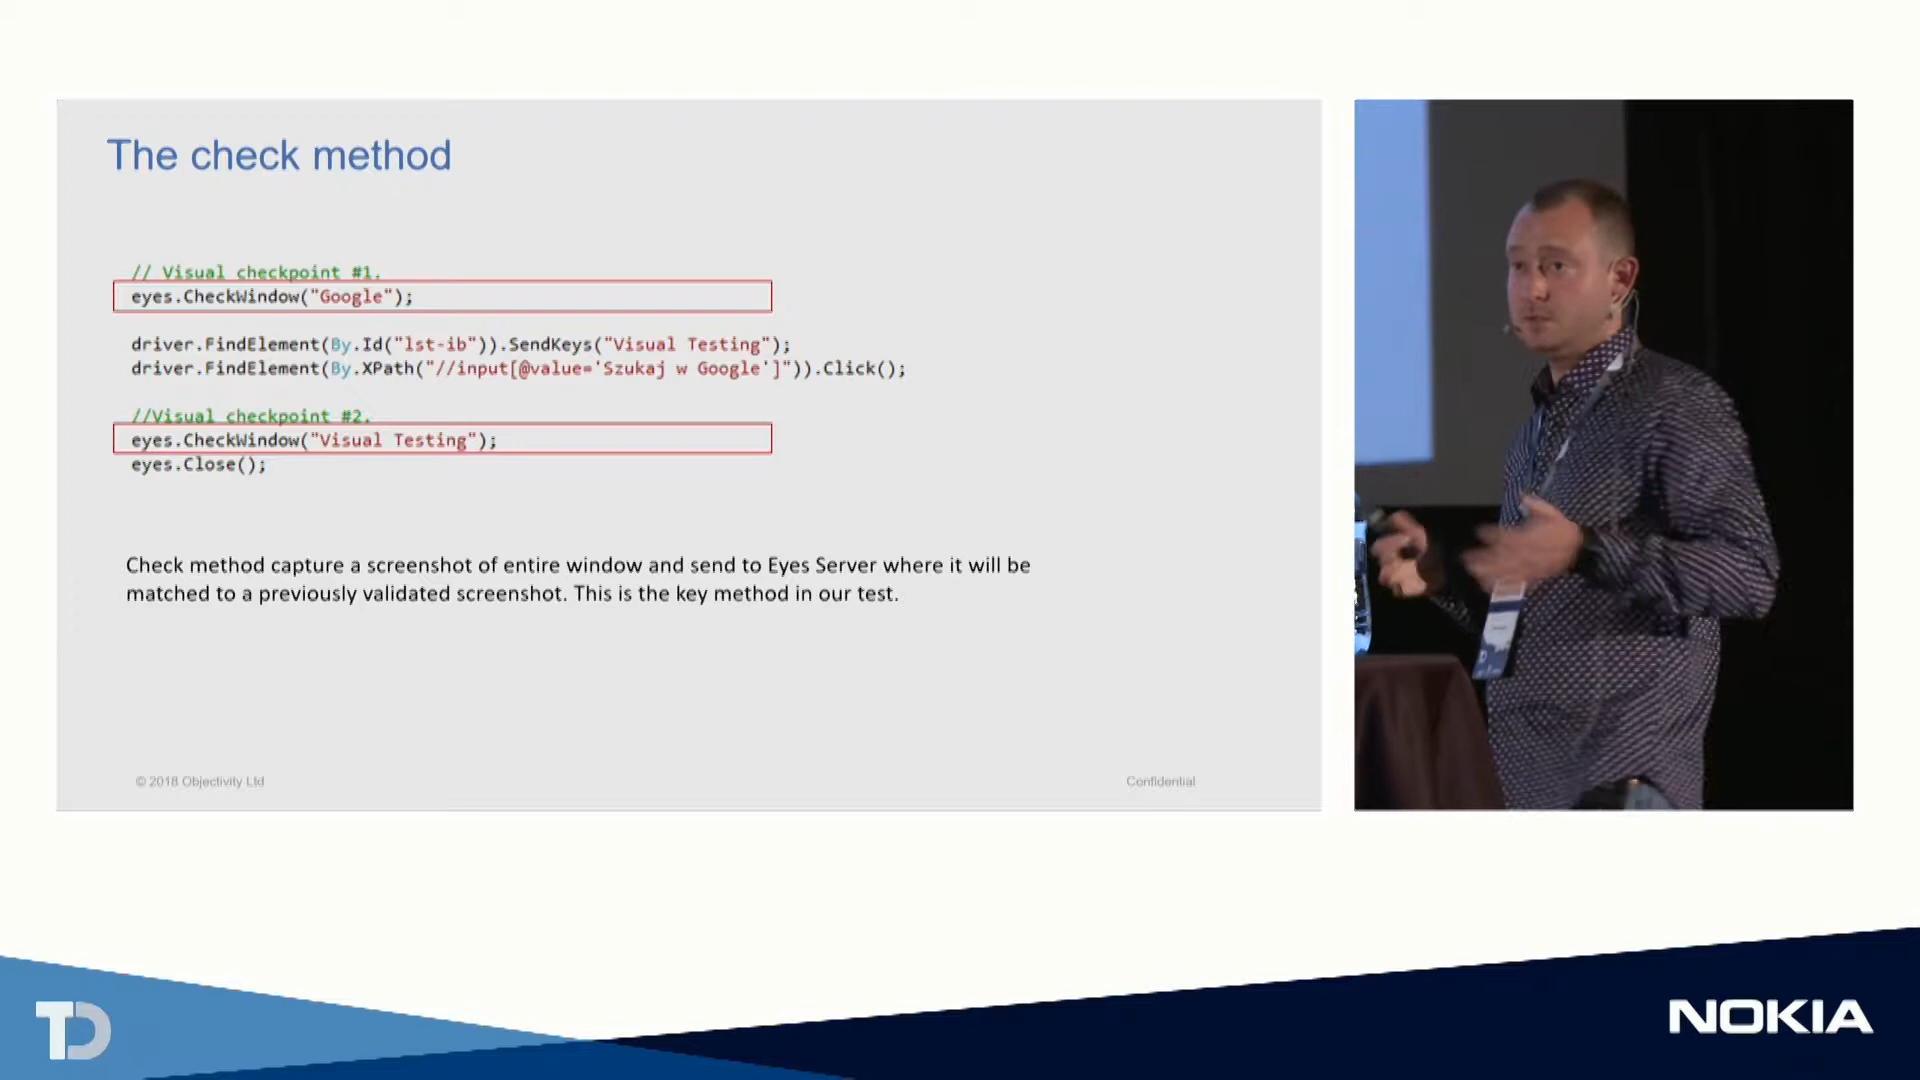 The check method
// Visual checkpoint #1.
eyes.CheckWindow("Google");
driver.FindElement(By.Id("lst-ib")).SendKeys("Visual Testing");
driver.FindElement(By.XPath("//input[@value='Szukaj w Google']")).Click();
//Visual checkpoint #2.
eyes.CheckWindow("Visual Testing");
eyes.Close();
Check method capture a screenshot of entire window and send to Eyes Server where it will be
matched to a previously validated screenshot. This is the key method in our test.
© 2018 Objectivity Ltd
Confidential
TD
NOKIA